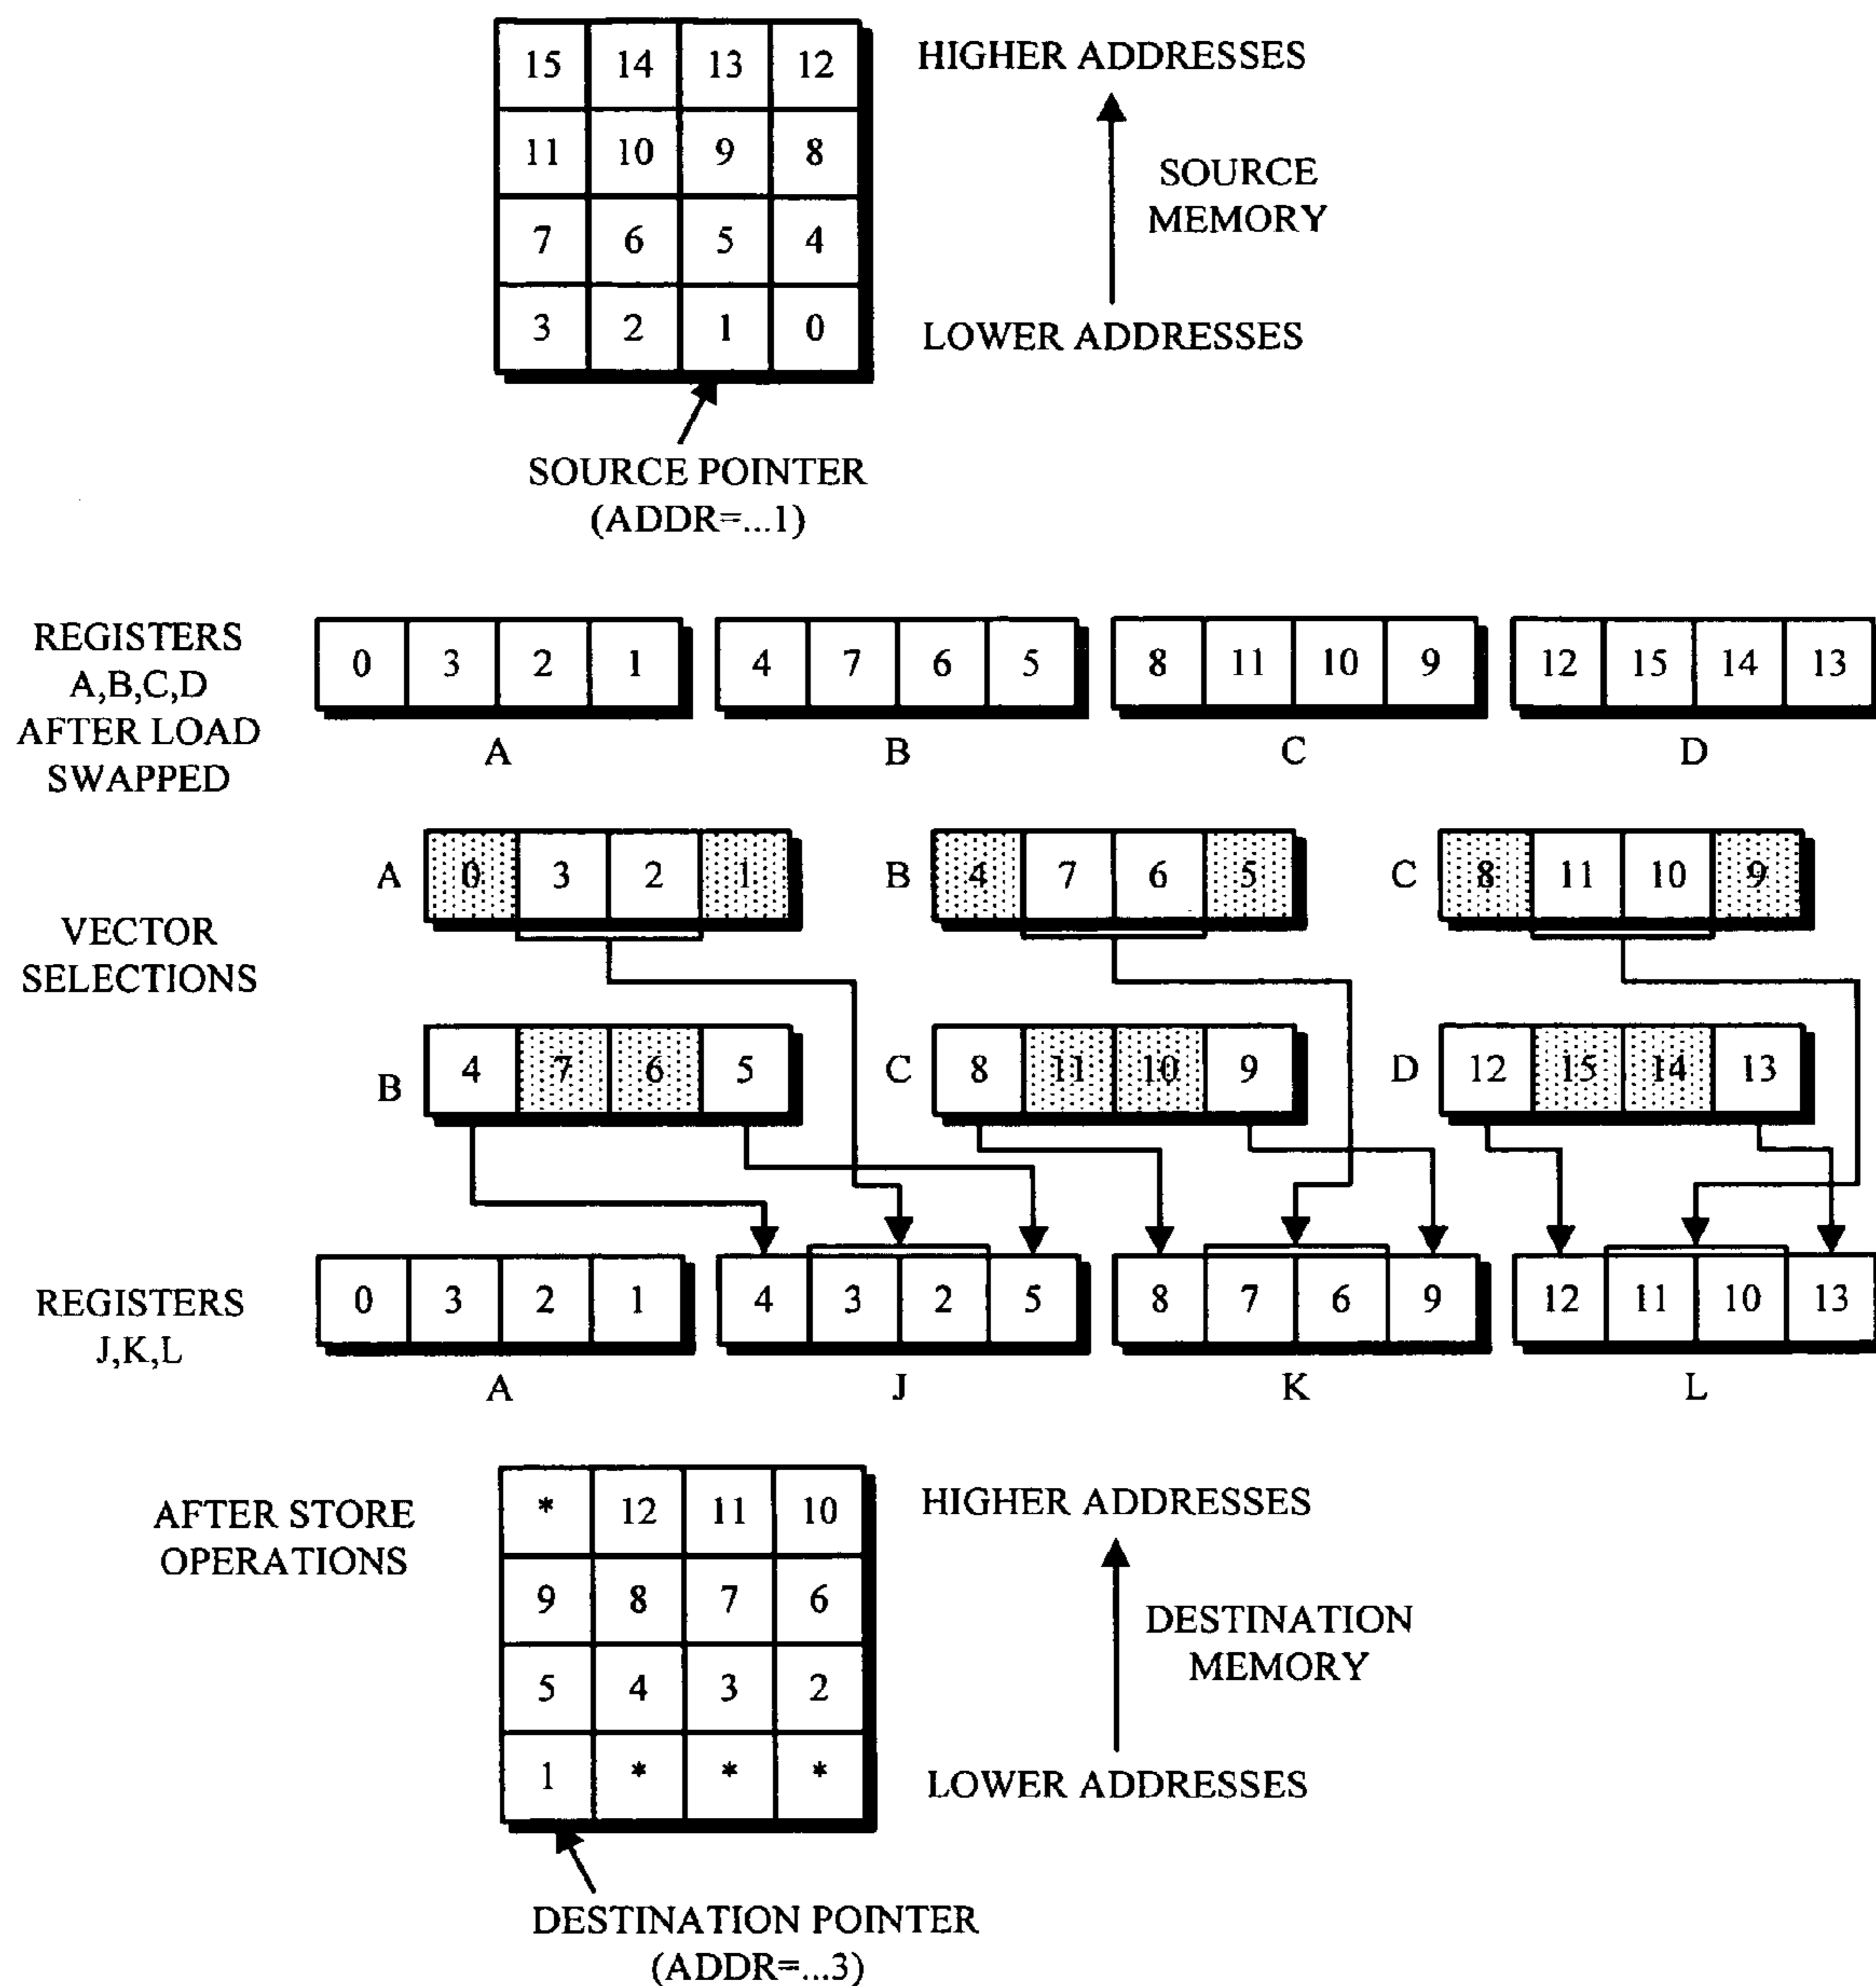 15 14 13 12
HIGHER ADDRESSES
11 10 9 8
SOURCE
MEMORY
7 6 5 4
3 2 1 0
LOWER ADDRESSES
SOURCE POINTER
(ADDR=...1)
REGISTERS
A,B,C,D
AFTER LOAD
SWAPPED
0 3 2 1
4 7 6 5
8 11 10 9
12 15 14 13
A
B
C
D
VECTOR
SELECTIONS
A 0 3 2 1
B 4 7 6 5
C 8 11 10 9
B 4 7 6 5
C 8 11 10 9
D 12 15 14 13
REGISTERS
J,K,L
0 3 2 1
4 3 2 5
8 7 6 9
12 11 10 13
A
J
K
L
AFTER STORE
OPERATIONS
* 12 11 10
9 8 7 6
5 4 3 2
1 * * *
HIGHER ADDRESSES
DESTINATION
MEMORY
LOWER ADDRESSES
DESTINATION POINTER
(ADDR=...3)